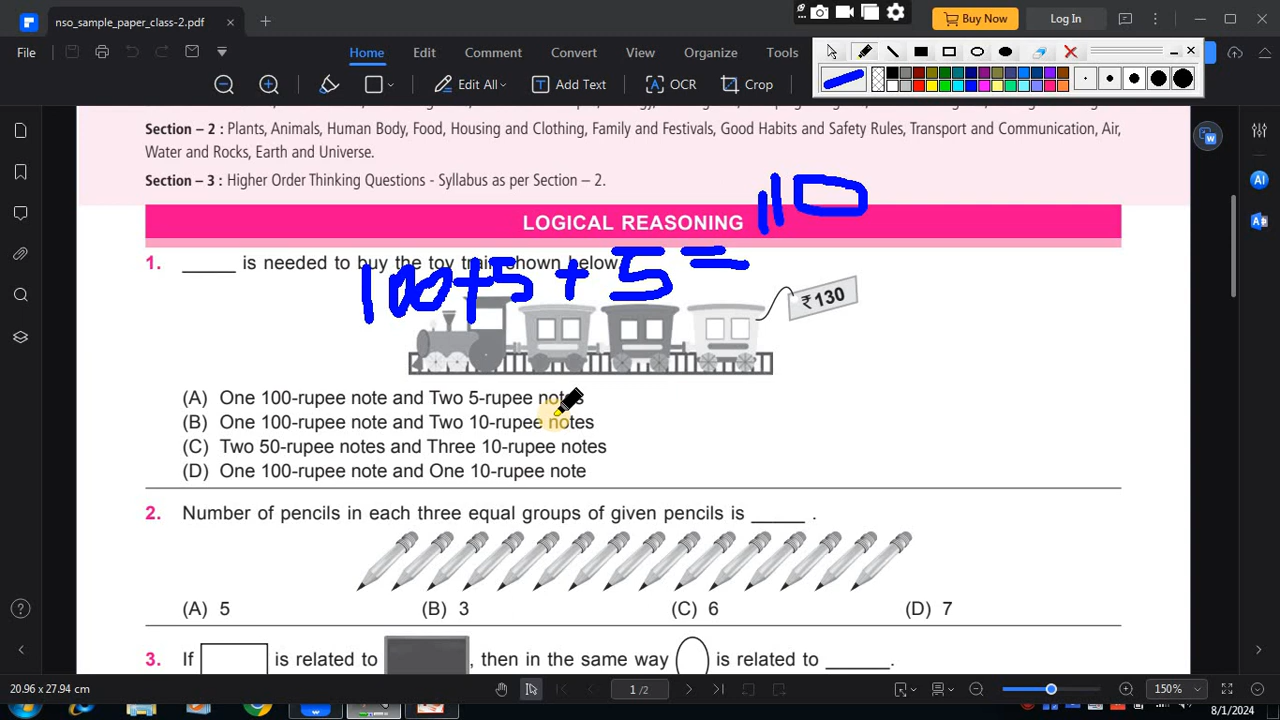 nso_sample_paper_class-2.pdf
Buy Now
Log In
File
Home
Edit
Comment
Convert
View
Organize
Tools
Edit All
Add Text
OCR
Crop
Section – 2 : Plants, Animals, Human Body, Food, Housing and Clothing, Family and Festivals, Good Habits and Safety Rules, Transport and Communication, Air,
Water and Rocks, Earth and Universe.
Section – 3 : Higher Order Thinking Questions - Syllabus as per Section – 2.
LOGICAL REASONING
110
1. _____ is needed to buy the toy train shown below.
100+5+5=
₹130
(A) One 100-rupee note and Two 5-rupee notes
(B) One 100-rupee note and Two 10-rupee notes
(C) Two 50-rupee notes and Three 10-rupee notes
(D) One 100-rupee note and One 10-rupee note
2. Number of pencils in each three equal groups of given pencils is _____ .
(A) 5 (B) 3 (C) 6 (D) 7
3. If is related to , then in the same way is related to ______.
20.96 x 27.94 cm
1/2
150%
8/1/2024